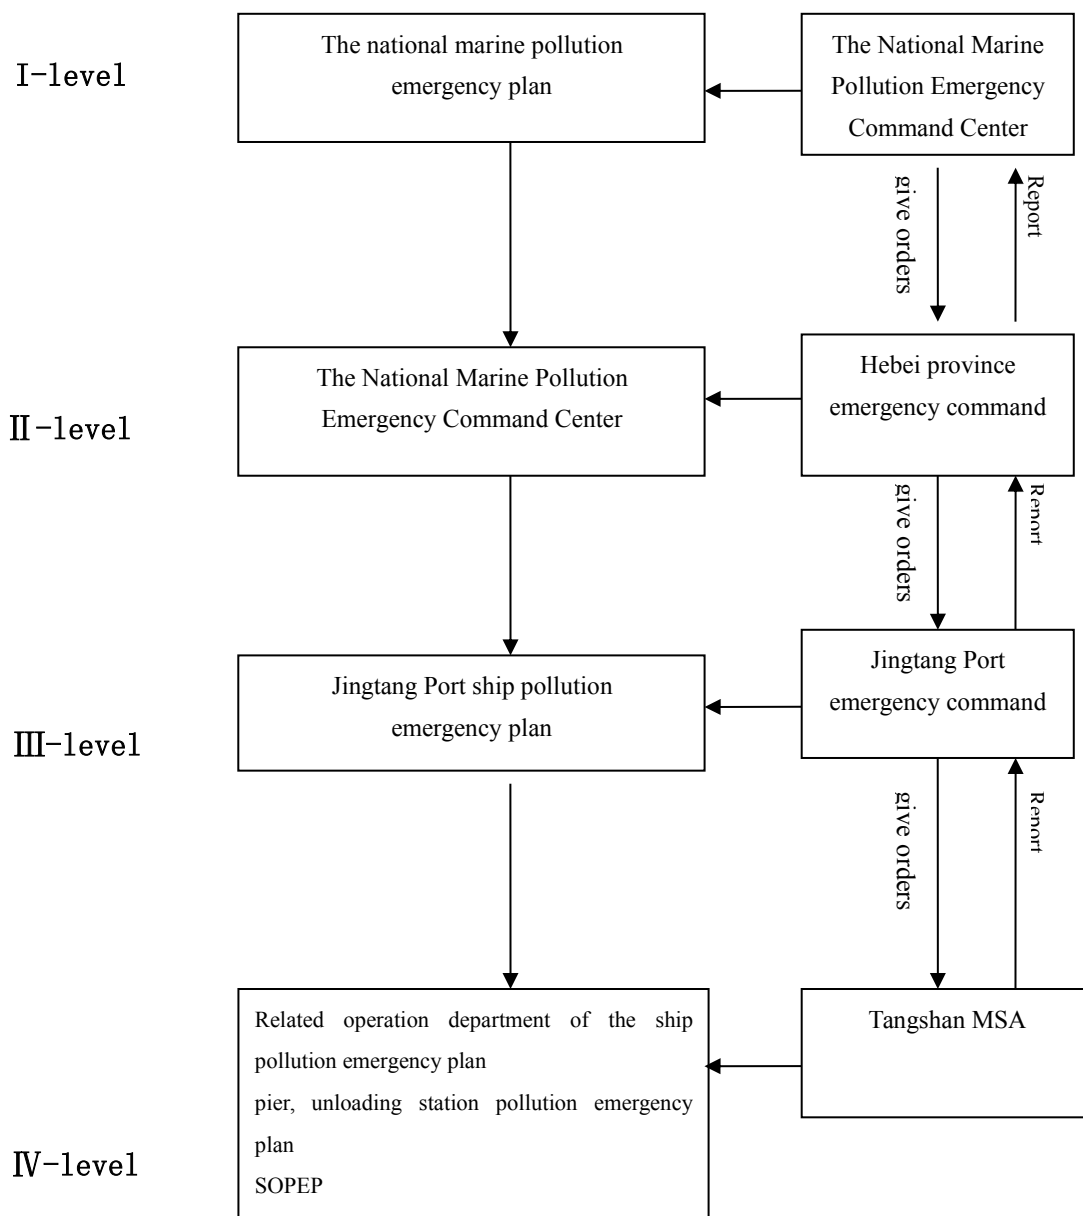 I-level
The national marine pollution
emergency plan
The National Marine
Pollution Emergency
Command Center
give orders
Report
II-level
The National Marine Pollution
Emergency Command Center
Hebei province
emergency command
give orders
Report
III-level
Jingtang Port ship pollution
emergency plan
Jingtang Port
emergency command
give orders
Report
IV-level
Related operation department of the ship
pollution emergency plan
pier, unloading station pollution emergency
plan
SOPEP
Tangshan MSA